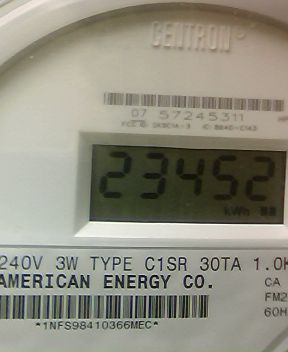 CENTRON®
07 57245311
23452
kWh
240V 3W TYPE C1SR 30TA 1.0K
AMERICAN ENERGY CO.
CA
FM2
60H
*1NFS98410366MEC*